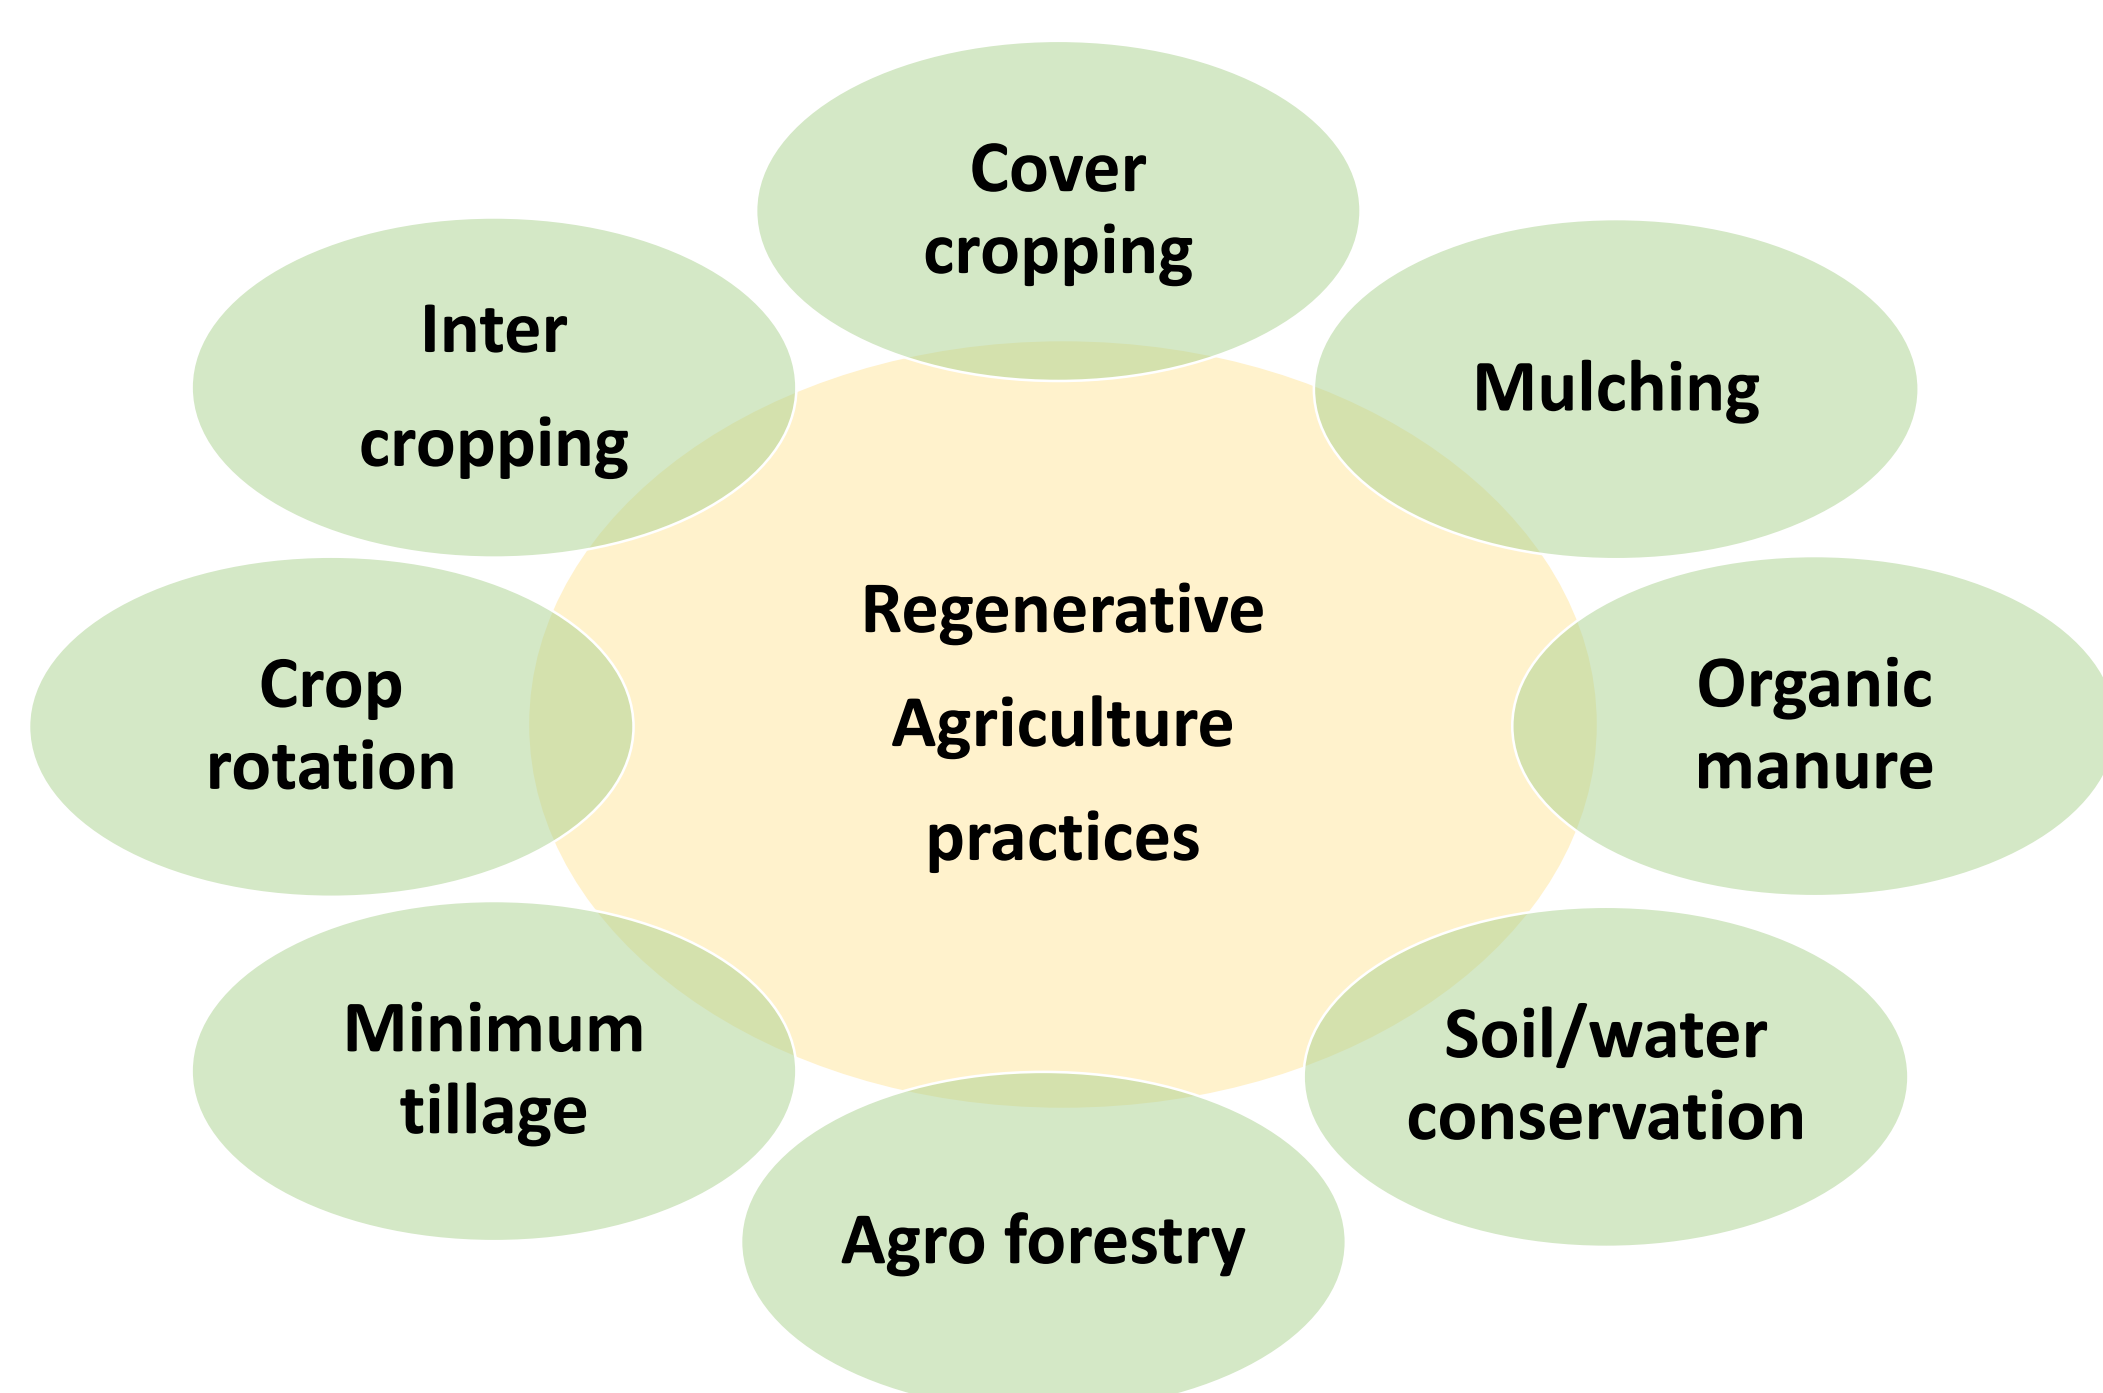 Cover
cropping
Inter
cropping
Mulching
Crop
rotation
Regenerative
Agriculture
practices
Organic
manure
Minimum
tillage
Soil/water
conservation
Agro forestry